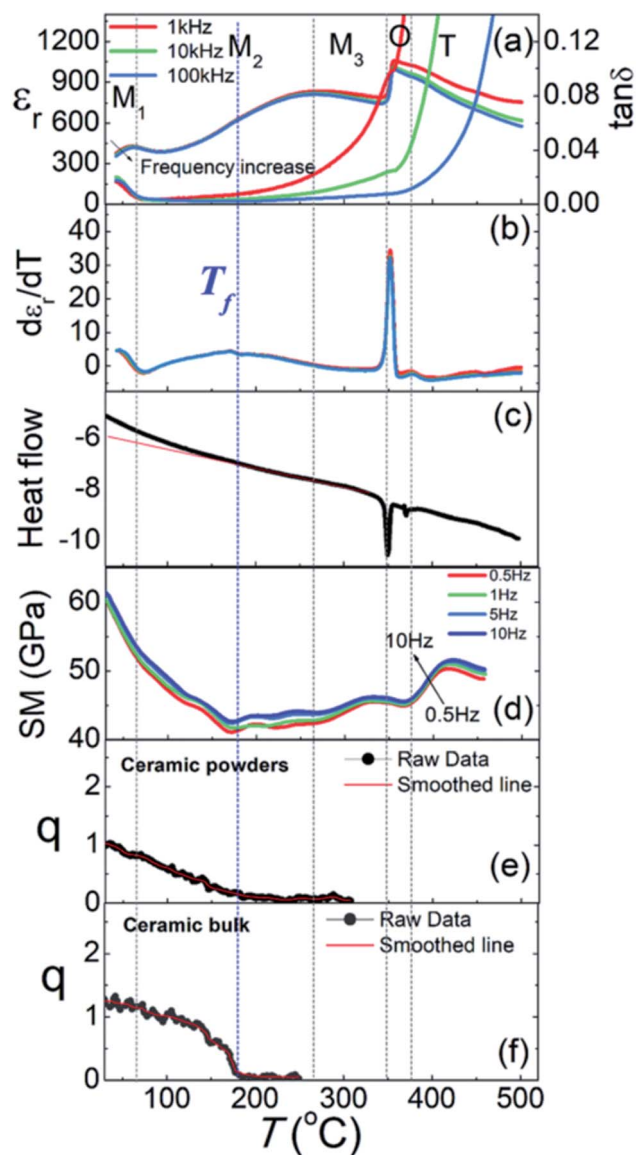 1kHz
10kHz
100kHz
M1
M2
M3
O
T
(a)
Frequency increase
εr
1200
900
600
300
0
tanδ
0.12
0.08
0.04
0.00
(b)
dεr/dT
40
30
20
10
0
Tf
(c)
Heat flow
-6
-8
-10
SM (GPa)
60
50
40
0.5Hz
1Hz
5Hz
10Hz
10Hz
0.5Hz
(d)
Ceramic powders
Raw Data
Smoothed line
q
2
1
0
(e)
Ceramic bulk
Raw Data
Smoothed line
q
2
1
0
(f)
100 200 300 400 500
T (°C)